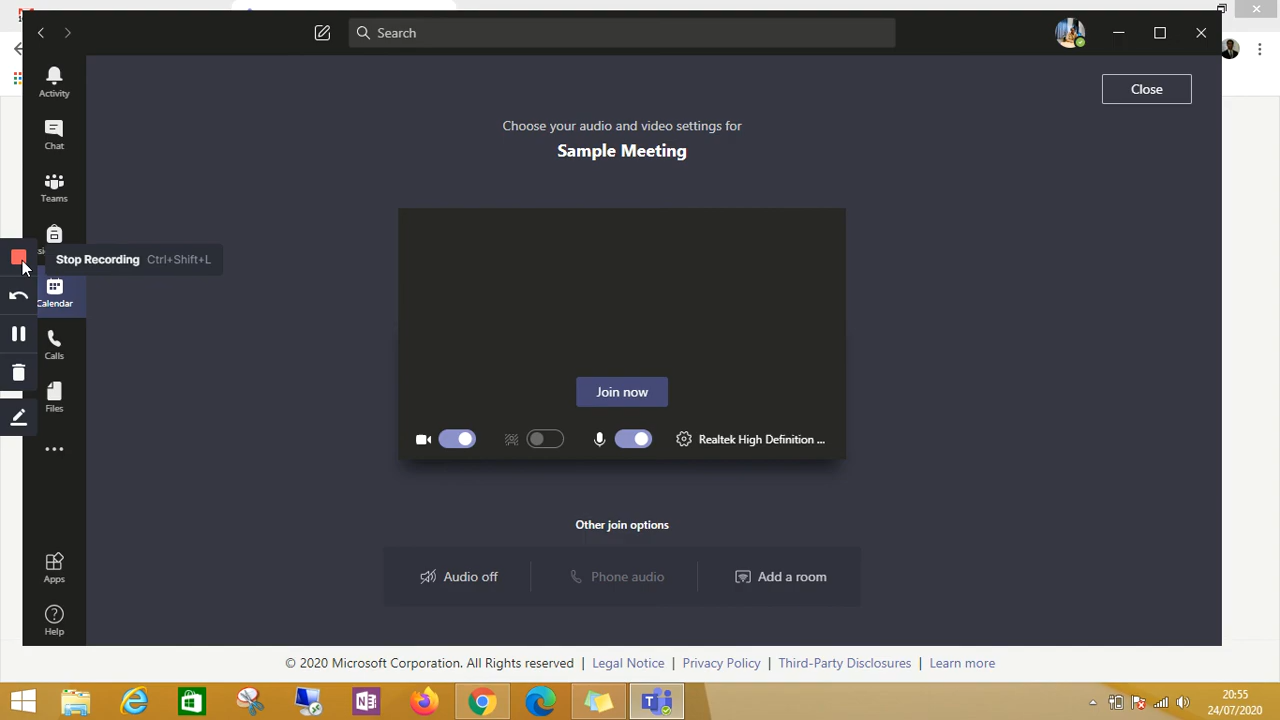 Search
Activity
Chat
Teams
Stop Recording Ctrl+Shift+L
Calendar
Calls
Files
Apps
Help
Close
Choose your audio and video settings for
Sample Meeting
Join now
Realtek High Definition ...
Other join options
Audio off
Phone audio
Add a room
© 2020 Microsoft Corporation. All Rights reserved | Legal Notice | Privacy Policy | Third-Party Disclosures | Learn more
20:55
24/07/2020